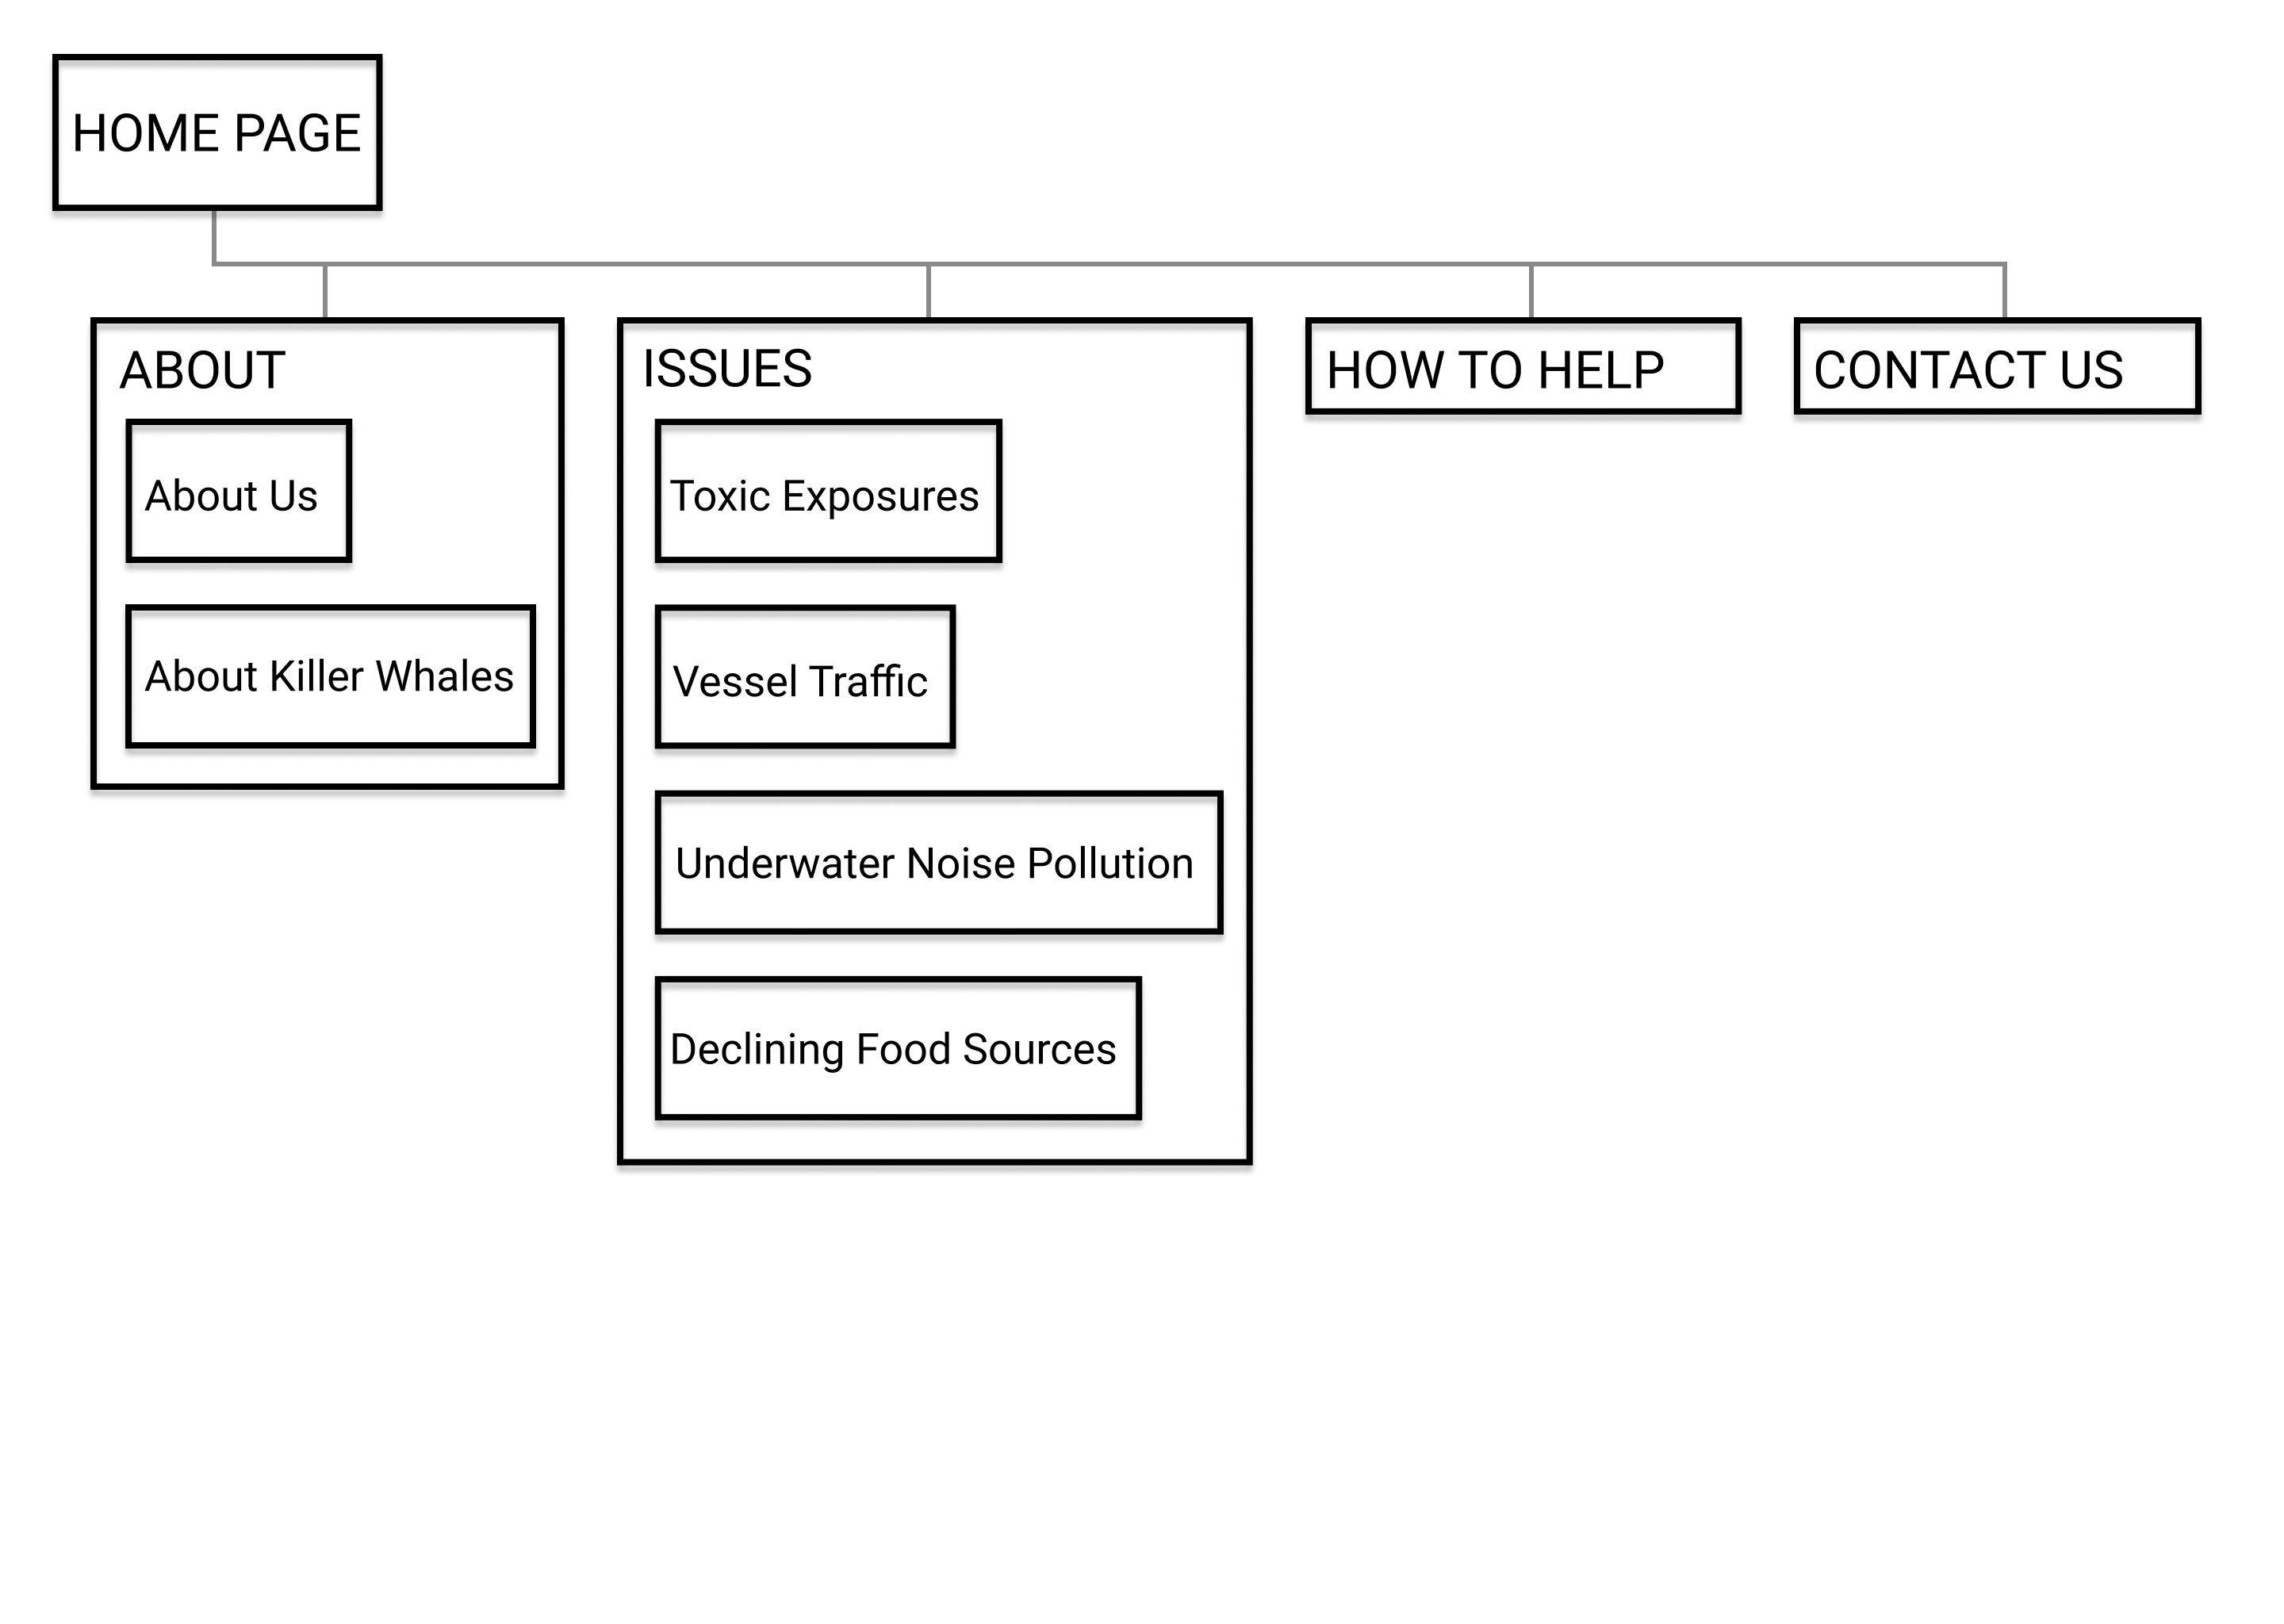 HOME PAGE
ABOUT
About Us
About Killer Whales
ISSUES
Toxic Exposures
Vessel Traffic
Underwater Noise Pollution
Declining Food Sources
HOW TO HELP
CONTACT US